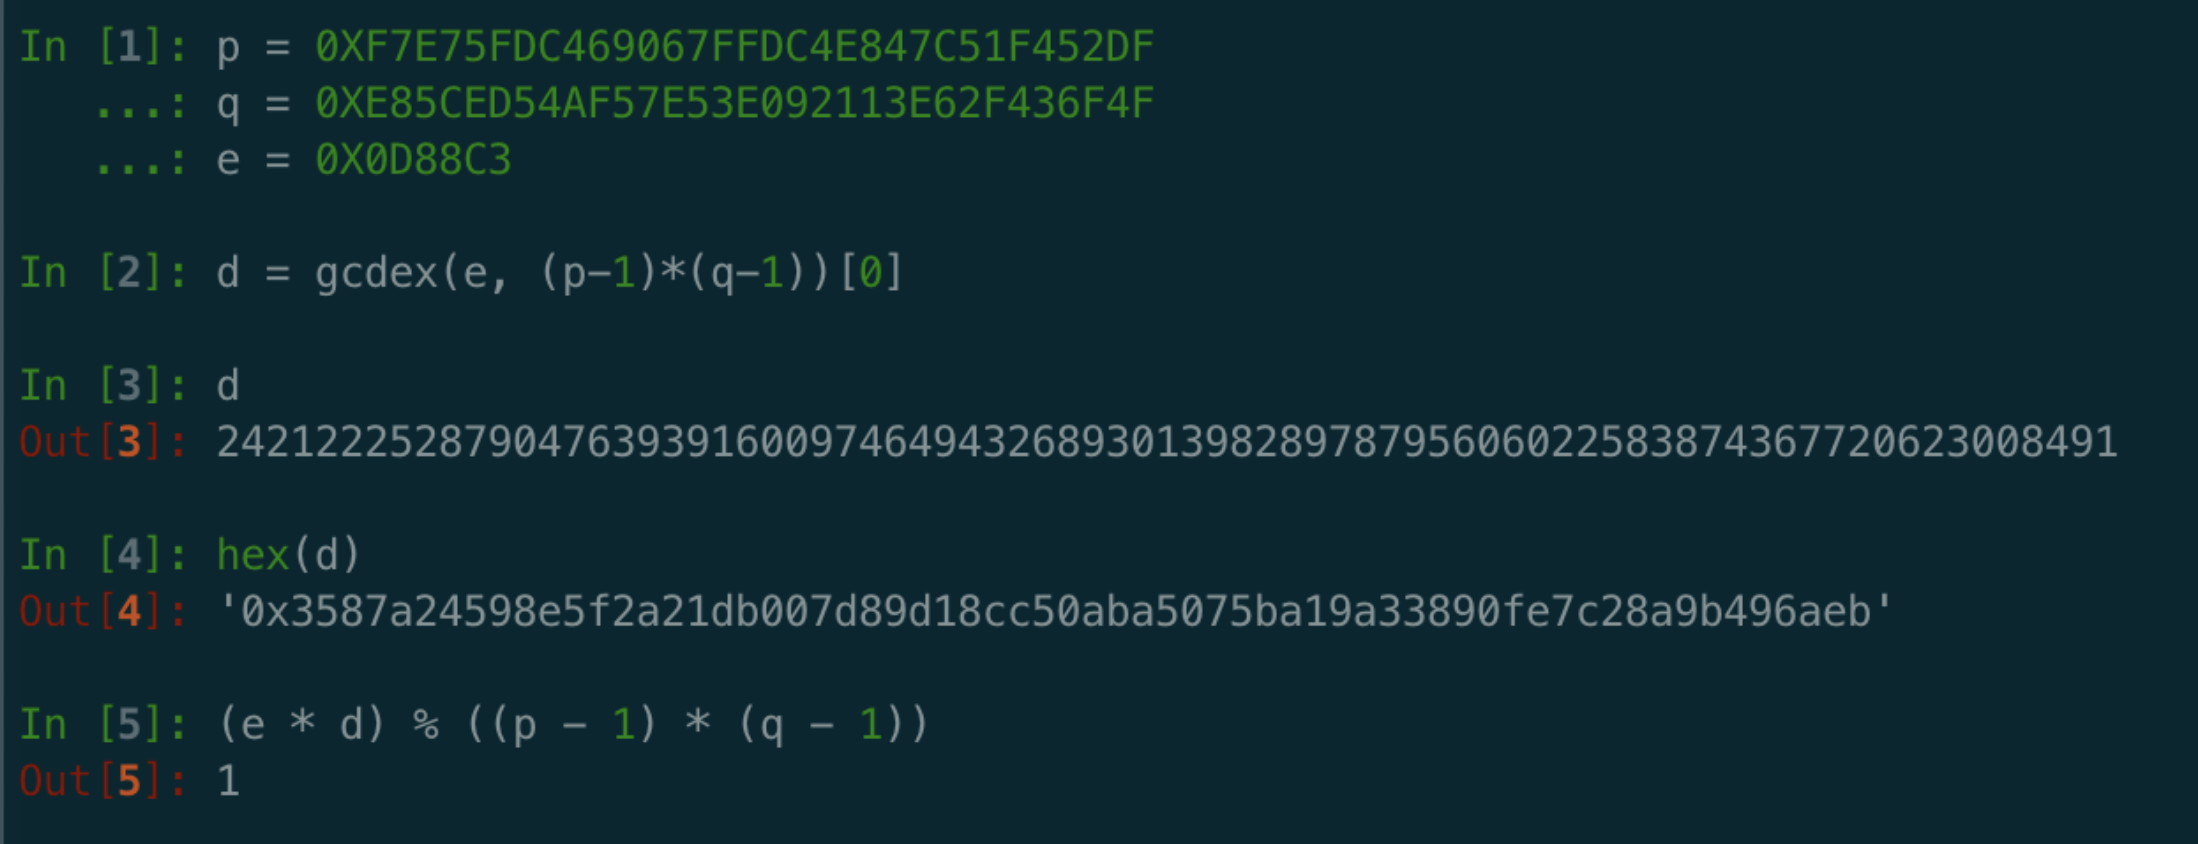 In [1]: p = 0XF7E75FDC469067FFDC4E847C51F452DF
...: q = 0XE85CED54AF57E53E092113E62F436F4F
...: e = 0X0D88C3
In [2]: d = gcdex(e, (p-1)*(q-1))[0]
In [3]: d
Out[3]: 24212225287904763939160097464943268930139828978795606022583874367720623008491
In [4]: hex(d)
Out[4]: '0x3587a24598e5f2a21db007d89d18cc50aba5075ba19a33890fe7c28a9b496aeb'
In [5]: (e * d) % ((p - 1) * (q - 1))
Out[5]: 1